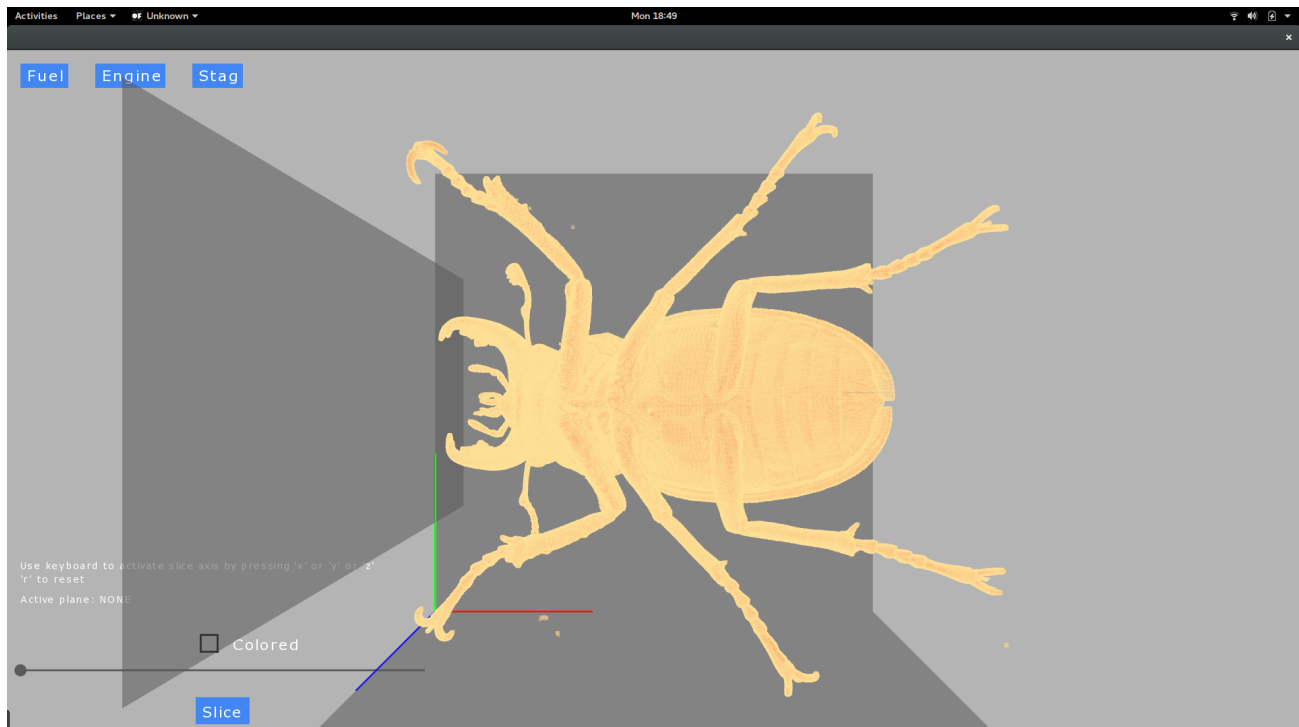 Activities Places Unknown Mon 18:49
Fuel Engine Stag
Use keyboard to activate slice axis by pressing 'x' or 'y' or 'z'
'r' to reset
Active plane: NONE
Colored
Slice